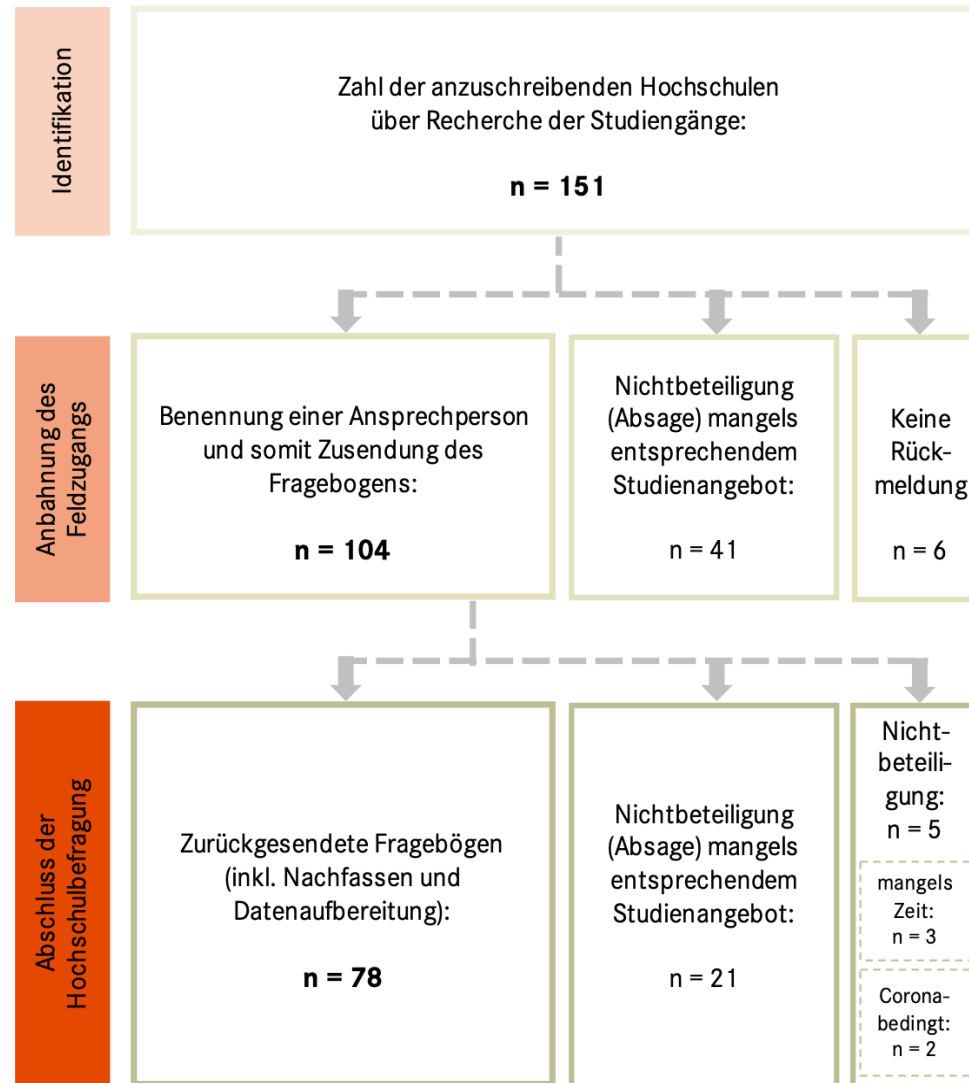 Identifikation
Zahl der anzuschreibenden Hochschulen
über Recherche der Studiengänge:
n = 151
Anbahnung des
Feldzugangs
Benennung einer Ansprechperson
und somit Zusendung des
Fragebogens:
n = 104
Nichtbeteiligung
(Absage) mangels
entsprechendem
Studienangebot:
n = 41
Keine
Rück-
meldung
n = 6
Abschluss der
Hochschulbefragung
Zurückgesendete Fragebögen
(inkl. Nachfassen und
Datenaufbereitung):
n = 78
Nichtbeteiligung
(Absage) mangels
entsprechendem
Studienangebot:
n = 21
Nicht-
beteili-
gung:
n = 5
mangels
Zeit:
n = 3
Corona-
bedingt:
n = 2